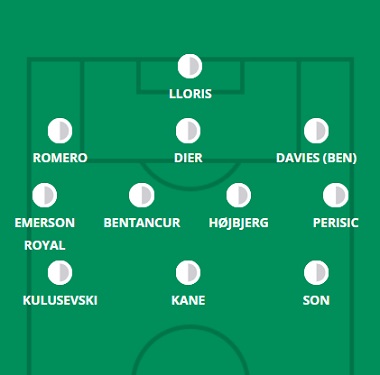 LLORIS
ROMERO DIER DAVIES (BEN)
EMERSON BENTANCUR HØJBJERG PERISIC
ROYAL
KULUSEVSKI KANE SON